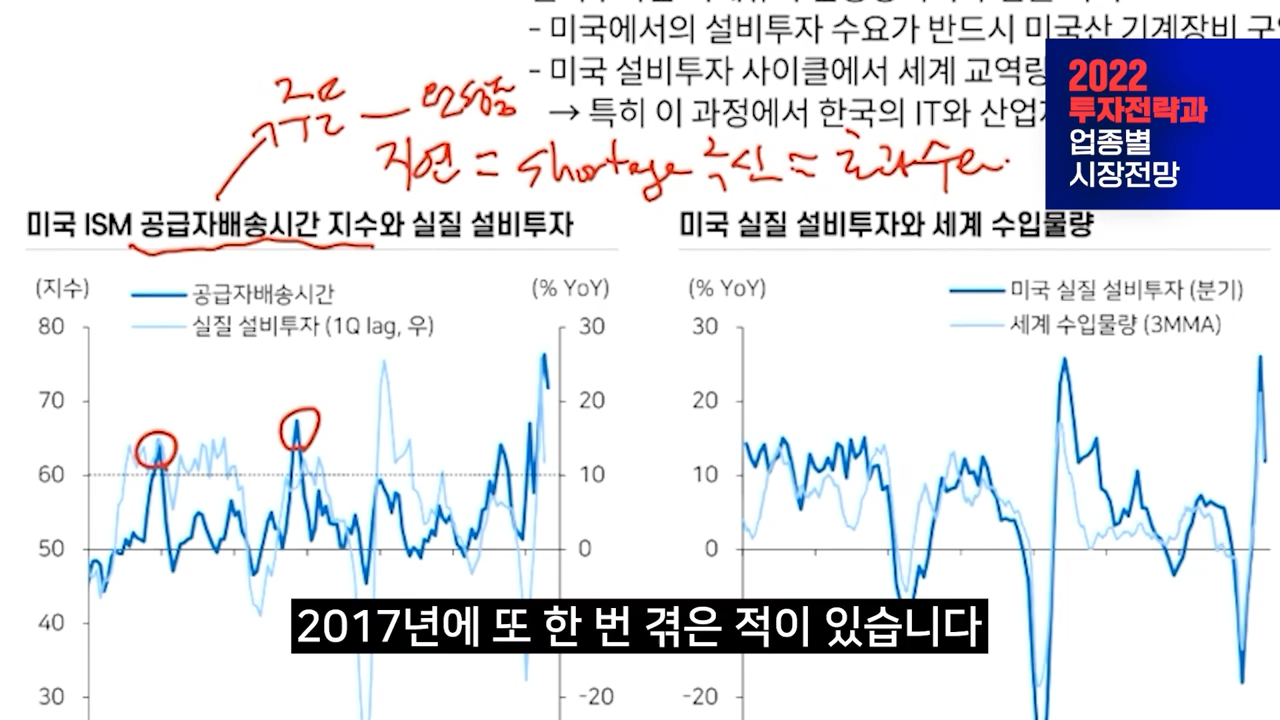 - 미국에서의 설비투자 수요가 반드시 미국산 기계장비 구
- 미국 설비투자 사이클에서 세계 교역량
→ 특히 이 과정에서 한국의 IT와 산업
2022
투자전략과
업종별
시장전망
주문
지연 = shortage
미국 ISM 공급자배송시간 지수와 실질 설비투자
(지수)
공급자배송시간
실질 설비투자 (1Q lag, 우)
(% YoY)
80
70
60
50
40
30
30
20
10
0
-20
미국 실질 설비투자와 세계 수입물량
(% YoY)
미국 실질 설비투자 (분기)
세계 수입물량 (3MMA)
30
20
10
0
-20
2017년에 또 한 번 겪은 적이 있습니다